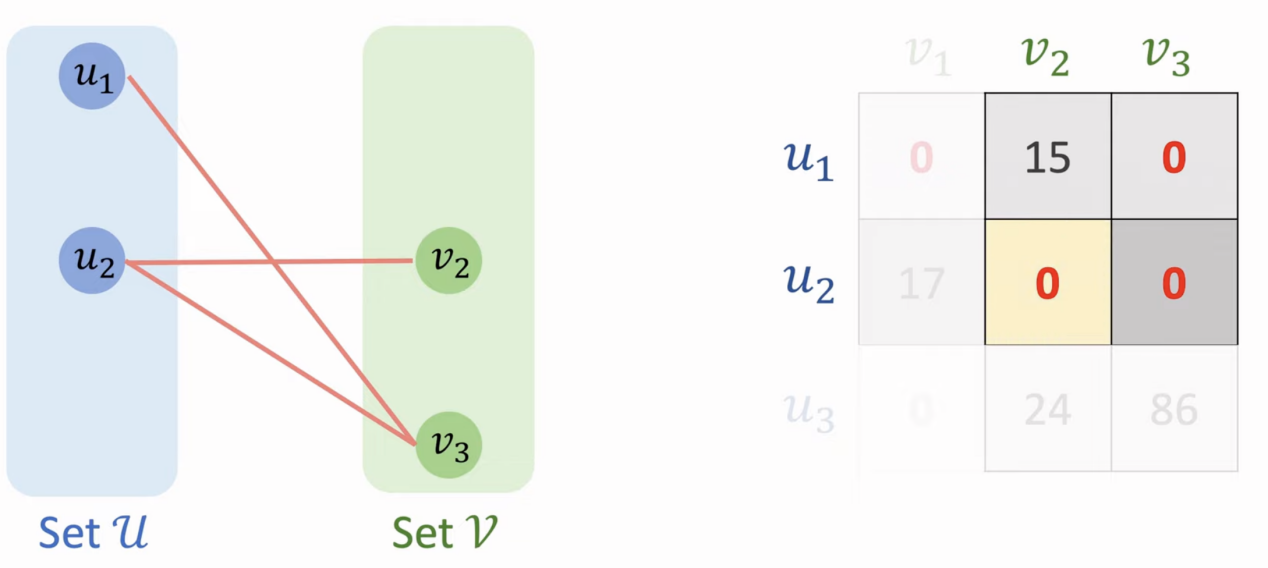 u₁
u₂
v₂
v₃
Set 𝒰
Set 𝒱
v₁ v₂ v₃
u₁ 0 15 0
u₂ 17 0 0
u₃ 0 24 86